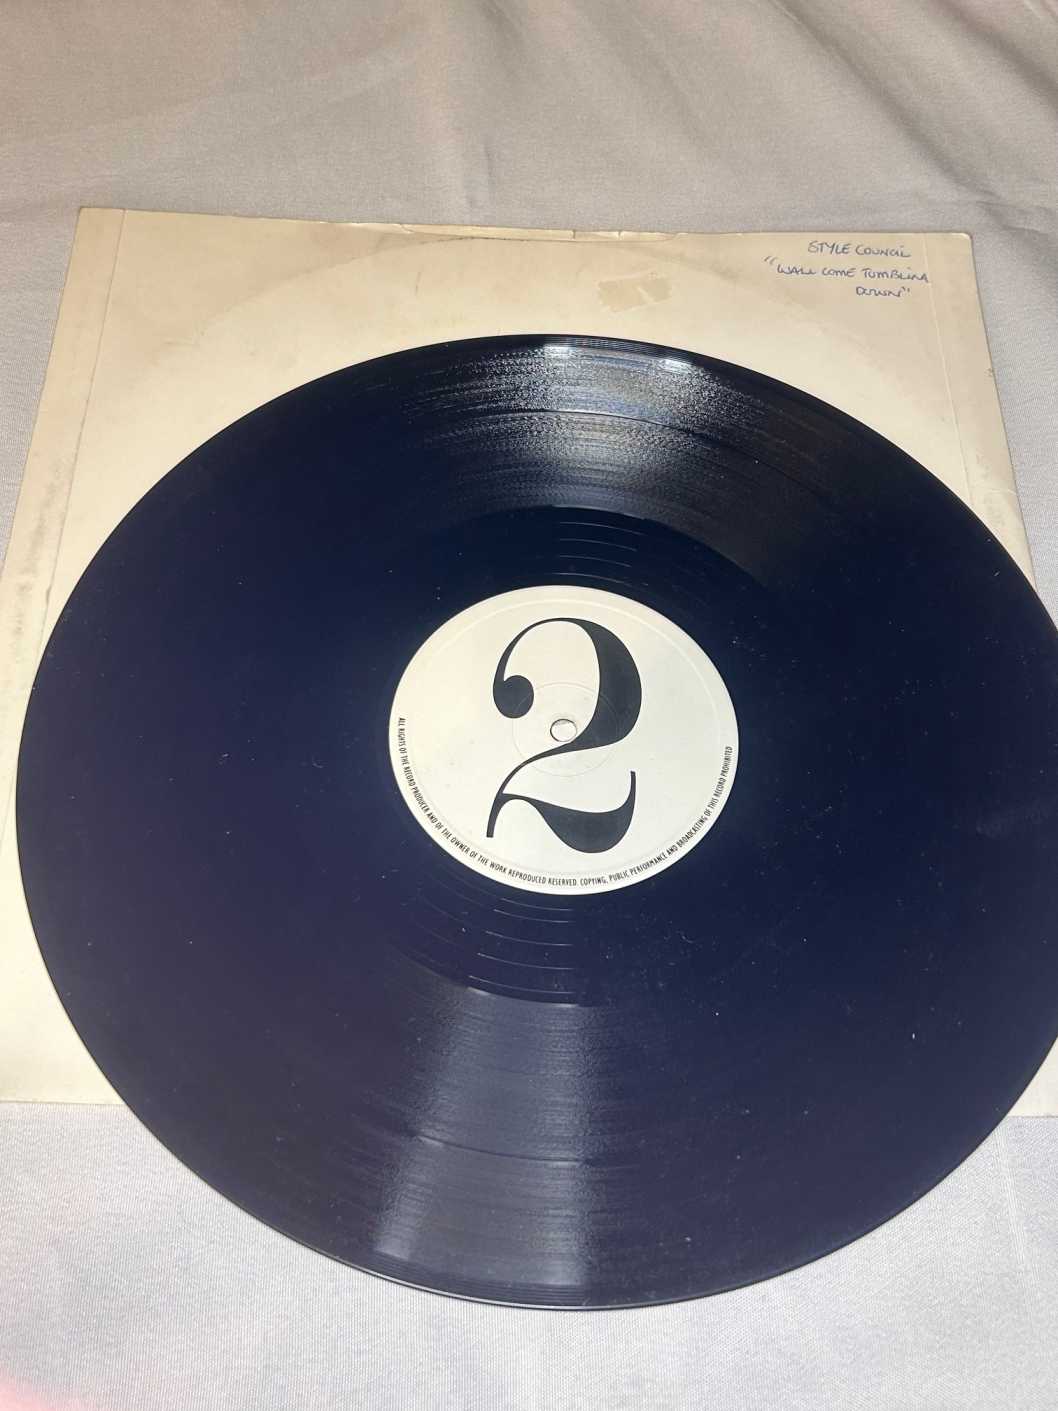 STYLE COUNCIL
"WALL COME TUMBLING
DOWN"
2
ALL RIGHTS OF THE RECORD PRODUCER AND OF THE OWNER OF THE WORK REPRODUCED RESERVED. COPYING, PUBLIC PERFORMANCE AND BROADCASTING OF THIS RECORD PROHIBITED